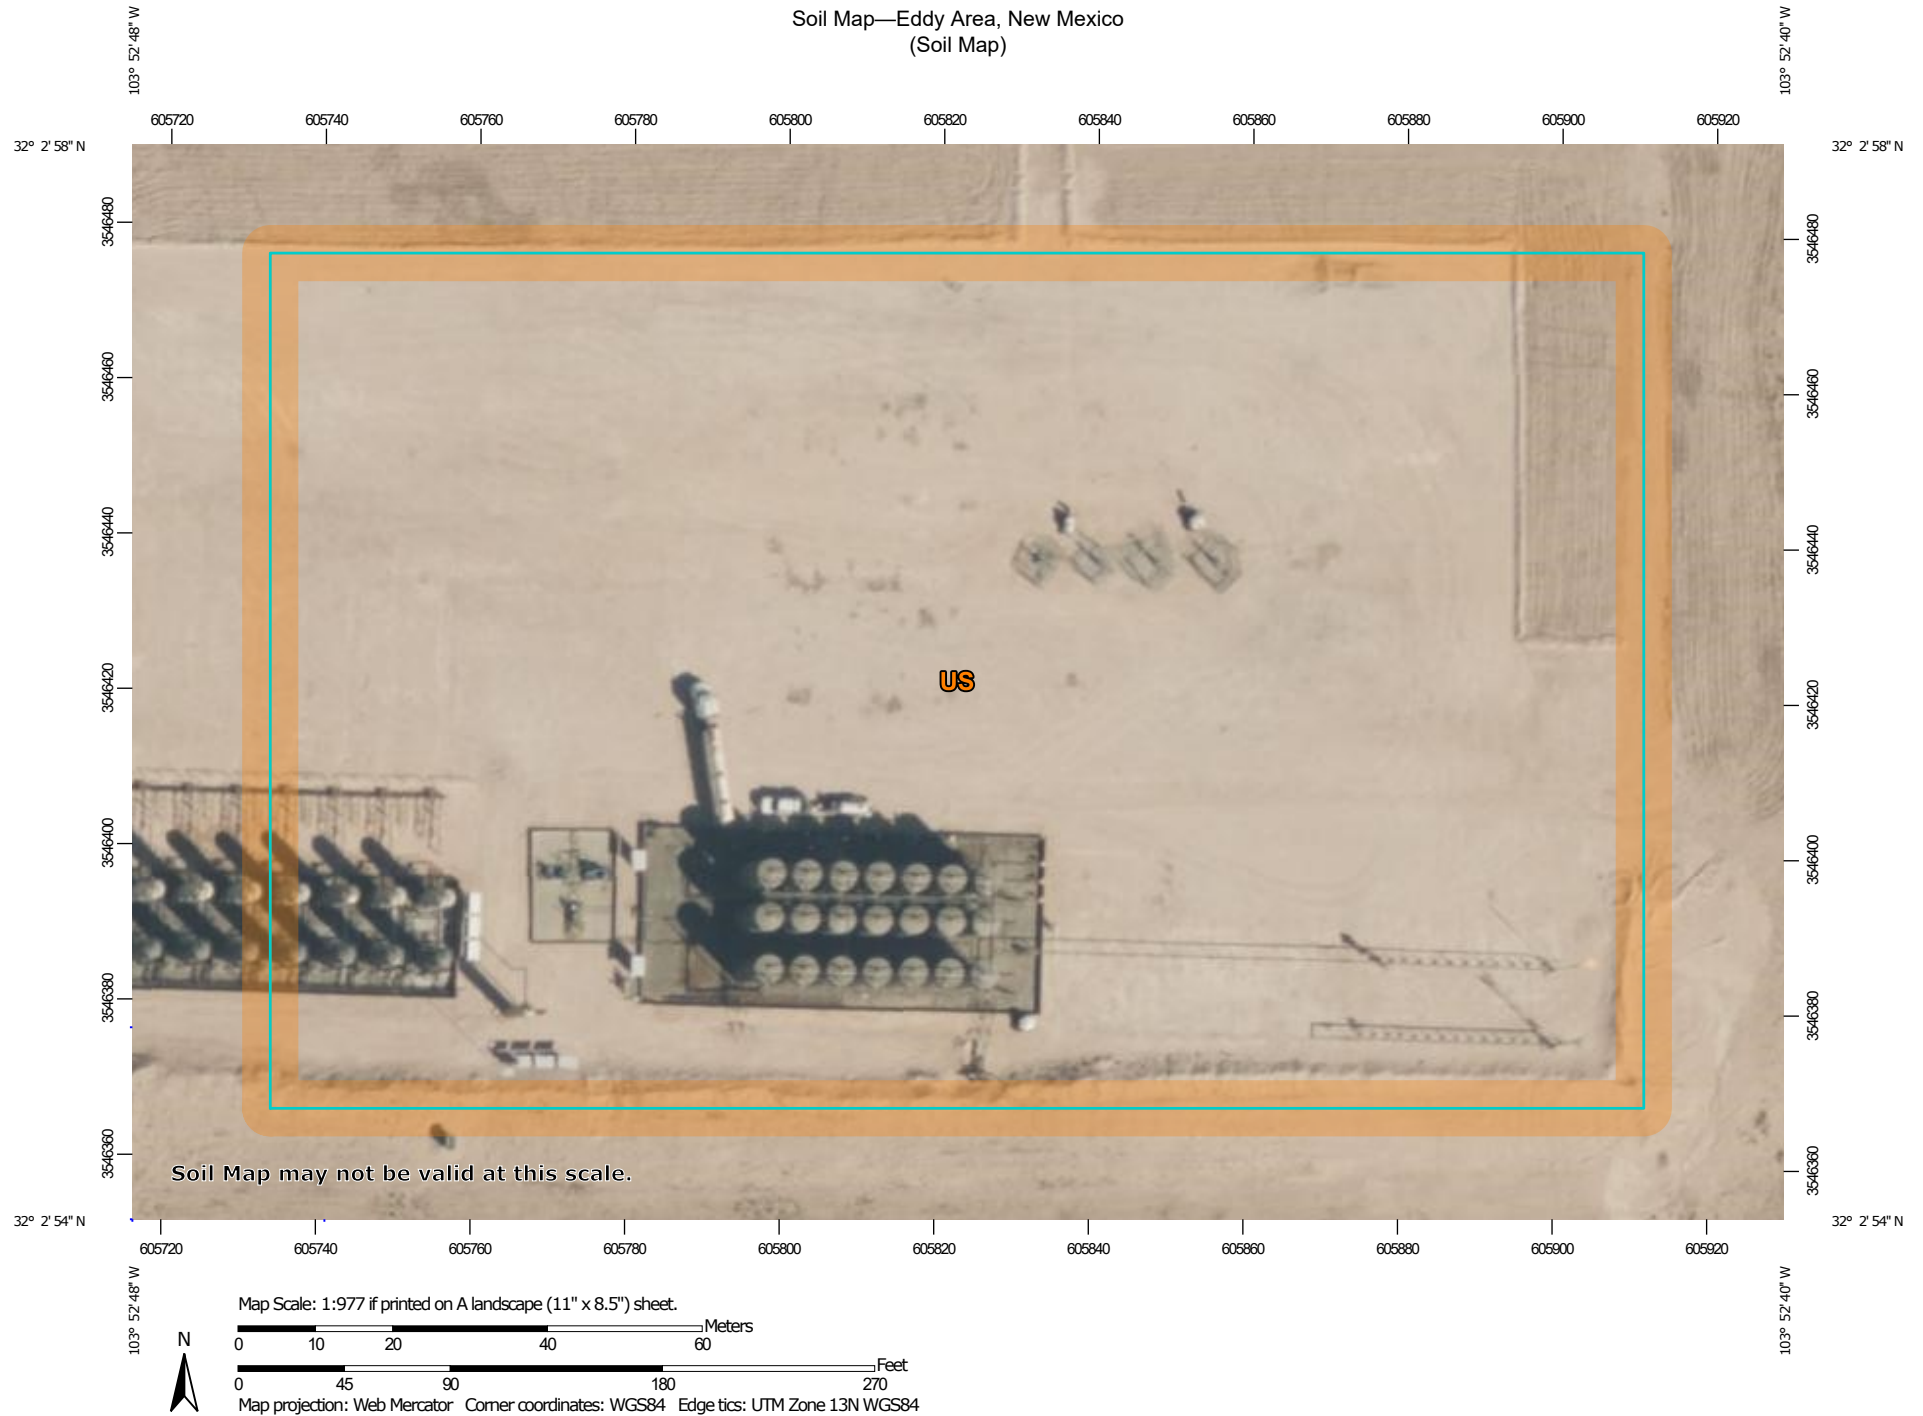 Soil Map—Eddy Area, New Mexico
(Soil Map)
103° 52' 48'' W
103° 52' 40'' W
605720 605740 605760 605780 605800 605820 605840 605860 605880 605900 605920
32° 2' 58'' N
32° 2' 58'' N
3546480
3546480
3546460
3546460
3546440
3546440
US
3546420
3546420
3546400
3546400
3546380
3546380
3546360
3546360
Soil Map may not be valid at this scale.
32° 2' 54'' N
32° 2' 54'' N
605720 605740 605760 605780 605800 605820 605840 605860 605880 605900 605920
103° 52' 48'' W
103° 52' 40'' W
Map Scale: 1:977 if printed on A landscape (11" x 8.5") sheet.
Meters
0 10 20 40 60
N
Feet
0 45 90 180 270
Map projection: Web Mercator Corner coordinates: WGS84 Edge tics: UTM Zone 13N WGS84